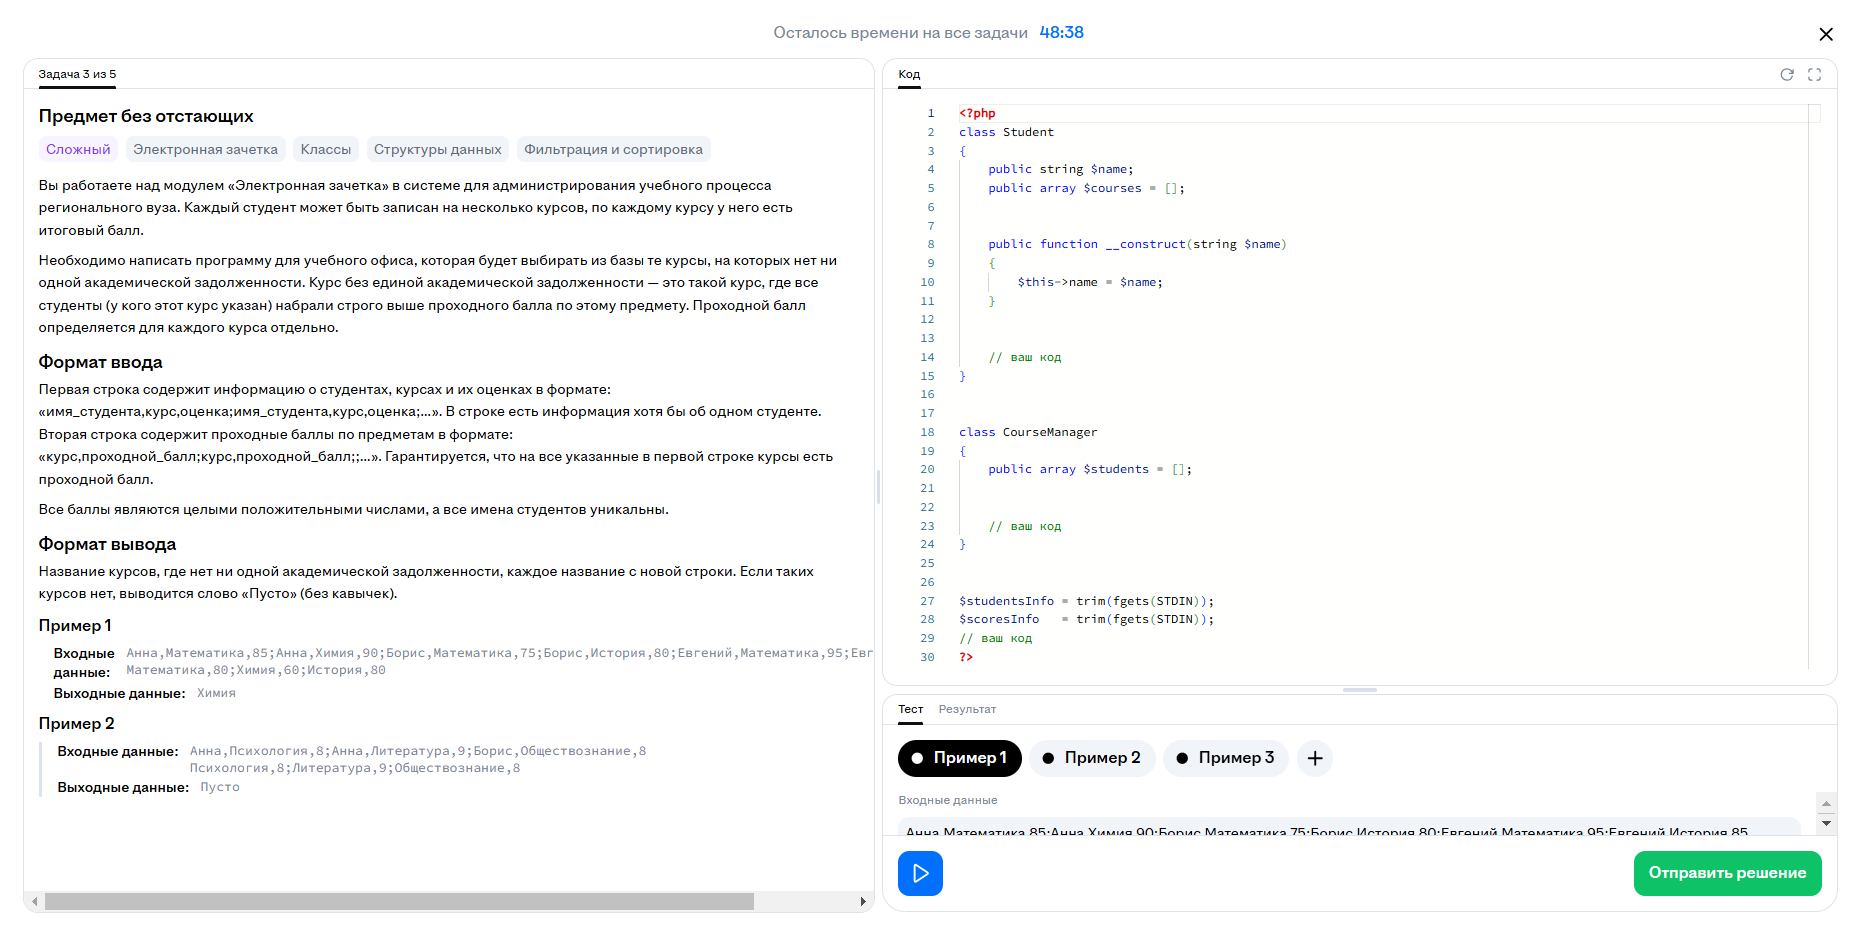 Осталось времени на все задачи 48:38
Задача 3 из 5
Предмет без отстающих
Сложный Электронная зачетка Классы Структуры данных Фильтрация и сортировка
Вы работаете над модулем «Электронная зачетка» в системе для администрирования учебного процесса
регионального вуза. Каждый студент может быть записан на несколько курсов, по каждому курсу у него есть
итоговый балл.
Необходимо написать программу для учебного офиса, которая будет выбирать из базы те курсы, на которых нет ни
одной академической задолженности. Курс без единой академической задолженности — это такой курс, где все
студенты (у кого этот курс указан) набрали строго выше проходного балла по этому предмету. Проходной балл
определяется для каждого курса отдельно.
Формат ввода
Первая строка содержит информацию о студентах, курсах и их оценках в формате:
«имя_студента,курс,оценка;имя_студента,курс,оценка;...». В строке есть информация хотя бы об одном студенте.
Вторая строка содержит проходные баллы по предметам в формате:
«курс,проходной_балл;курс,проходной_балл;;...». Гарантируется, что на все указанные в первой строке курсы есть
проходной балл.
Все баллы являются целыми положительными числами, а все имена студентов уникальны.
Формат вывода
Название курсов, где нет ни одной академической задолженности, каждое название с новой строки. Если таких
курсов нет, выводится слово «Пусто» (без кавычек).
Пример 1
Входные данные: Анна,Математика,85;Анна,Химия,90;Борис,Математика,75;Борис,История,80;Евгений,Математика,95;Евг
Математика,80;Химия,60;История,80
Выходные данные: Химия
Пример 2
Входные данные: Анна,Психология,8;Анна,Литература,9;Борис,Обществознание,8
Психология,8;Литература,9;Обществознание,8
Выходные данные: Пусто
Код
1 <?php
2 class Student
3 {
4 public string $name;
5 public array $courses = [];
6
7
8 public function __construct(string $name)
9 {
10 $this->name = $name;
11 }
12
13
14 // ваш код
15 }
16
17
18 class CourseManager
19 {
20 public array $students = [];
21
22
23 // ваш код
24 }
25
26
27 $studentsInfo = trim(fgets(STDIN));
28 $scoresInfo = trim(fgets(STDIN));
29 // ваш код
30 ?>
Тест Результат
Пример 1 Пример 2 Пример 3 +
Входные данные
Анна,Математика,85;Анна,Химия,90;Борис,Математика,75;Борис,История,80;Евгений,Математика,95;Евгений,История,85
Отправить решение